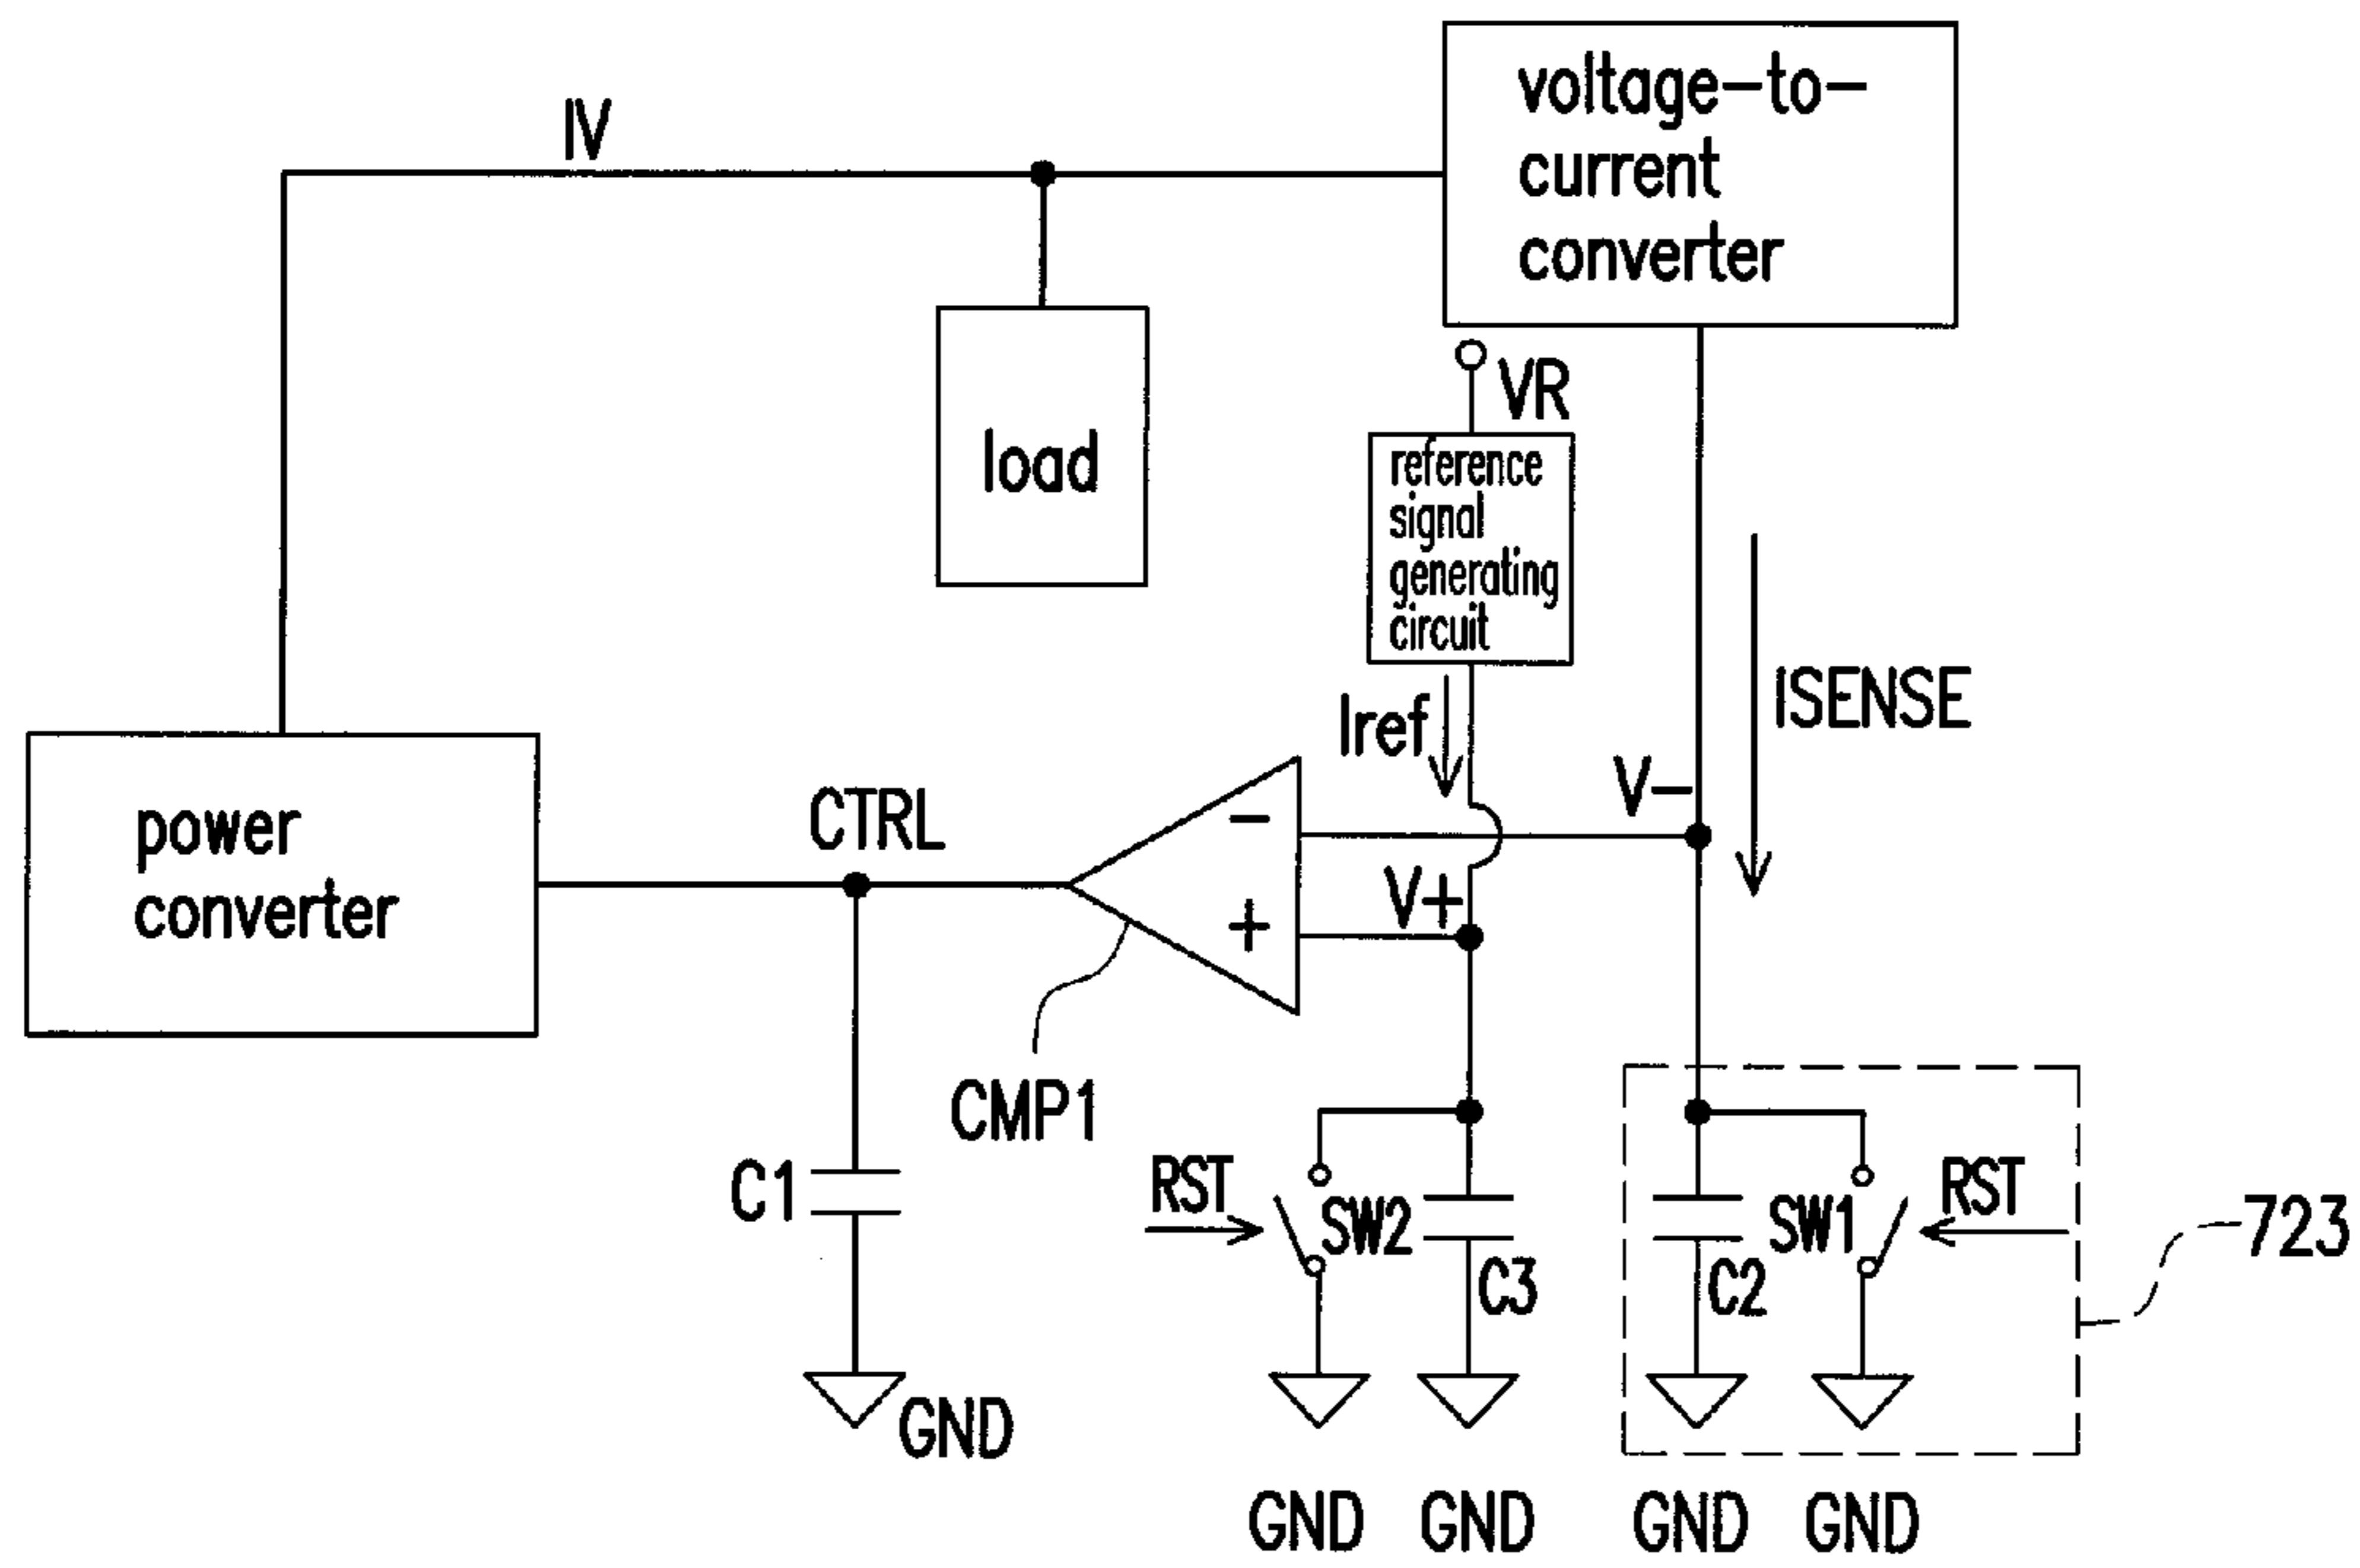 IV
voltage-to-
current
converter
VR
load
reference
signal
generating
circuit
Iref
ISENSE
V-
power
converter
CTRL
-
V+
+
CMP1
C1
RST
SW2
C3
SW1
RST
C2
723
GND
GND
GND
GND
GND